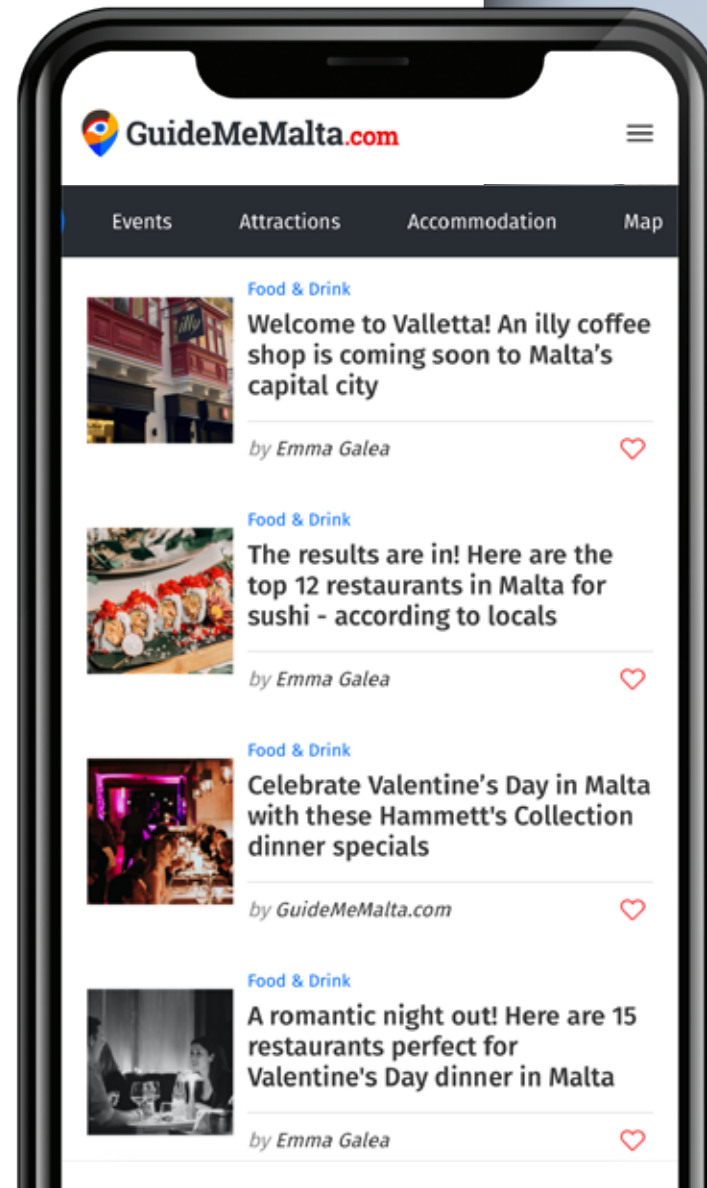 GuideMeMalta.com
Events Attractions Accommodation Map
Food & Drink
Welcome to Valletta! An illy coffee
shop is coming soon to Malta’s
capital city
illy
by Emma Galea
Food & Drink
The results are in! Here are the
top 12 restaurants in Malta for
sushi - according to locals
by Emma Galea
Food & Drink
Celebrate Valentine’s Day in Malta
with these Hammett's Collection
dinner specials
by GuideMeMalta.com
Food & Drink
A romantic night out! Here are 15
restaurants perfect for
Valentine's Day dinner in Malta
by Emma Galea